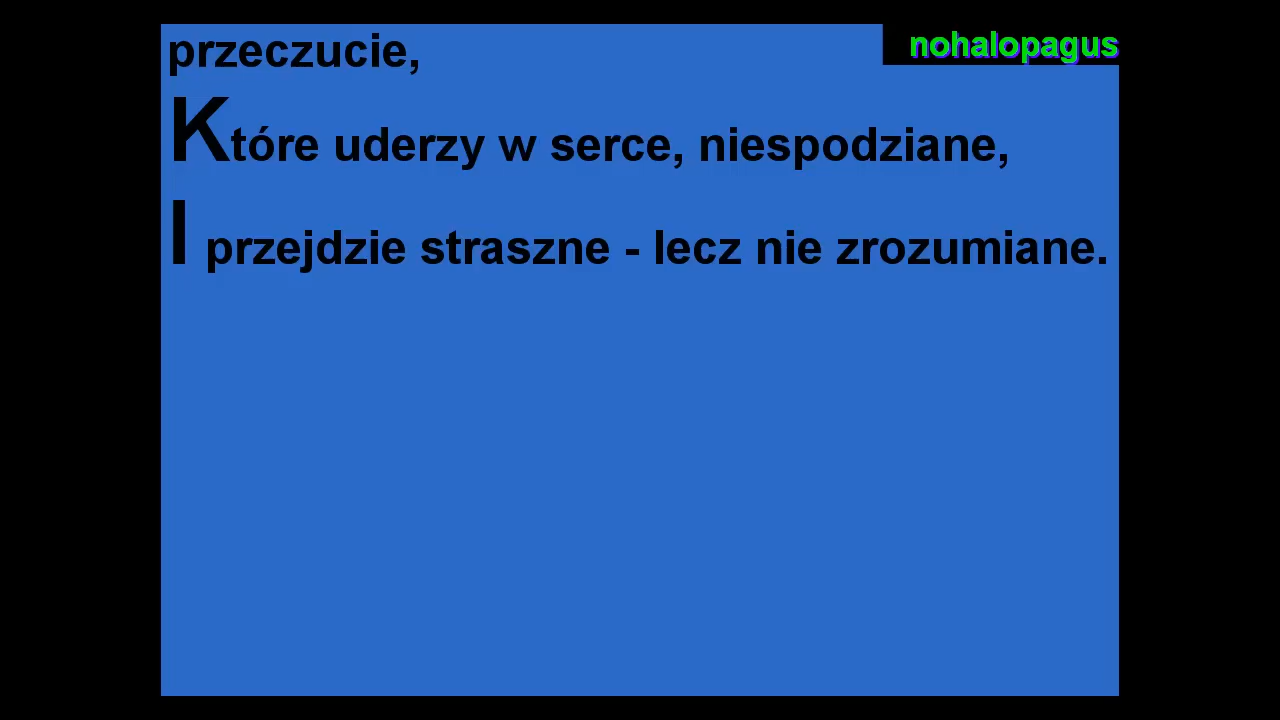 przeczucie,
nohalopagus
Które uderzy w serce, niespodziane,
I przejdzie straszne - lecz nie zrozumiane.